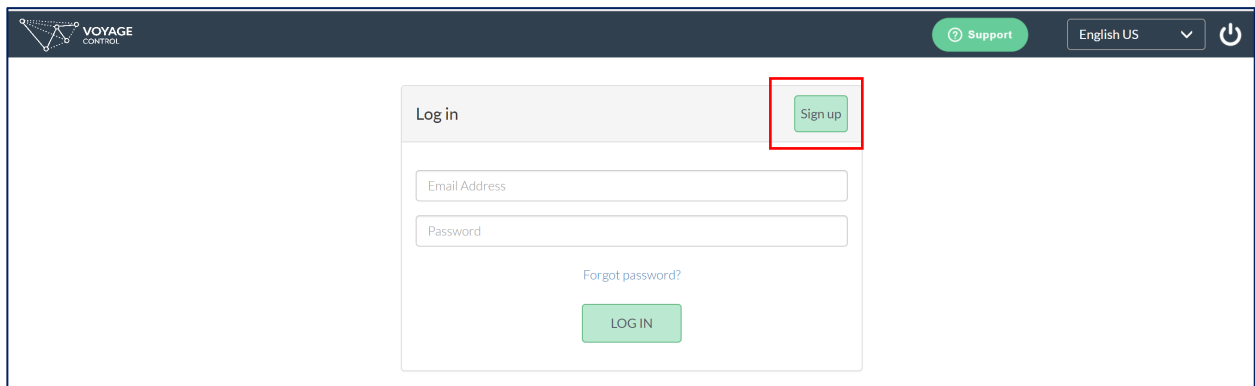 VOYAGE
CONTROL
Support
English US
Log in
Sign up
Email Address
Password
Forgot password?
LOG IN